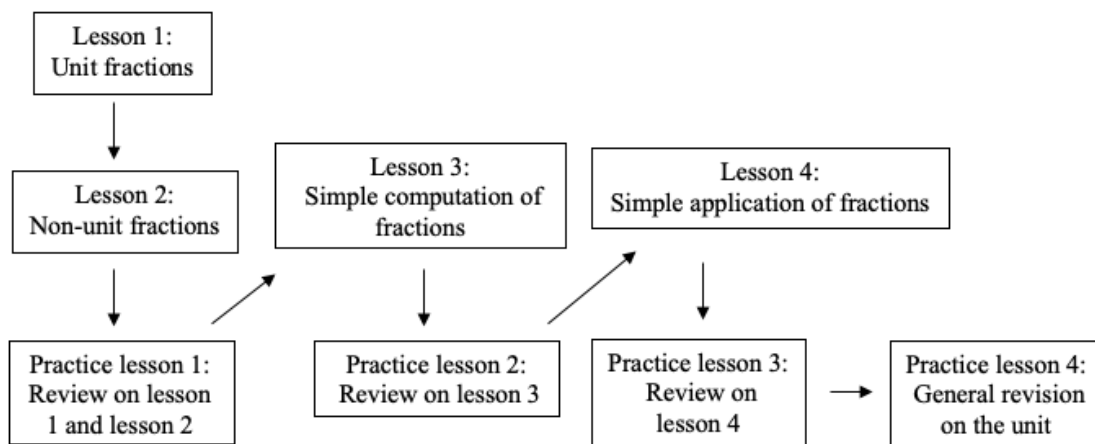 Lesson 1:
Unit fractions
Lesson 2:
Non-unit fractions
Practice lesson 1:
Review on lesson
1 and lesson 2
Lesson 3:
Simple computation of
fractions
Practice lesson 2:
Review on lesson 3
Lesson 4:
Simple application of fractions
Practice lesson 3:
Review on
lesson 4
Practice lesson 4:
General revision
on the unit